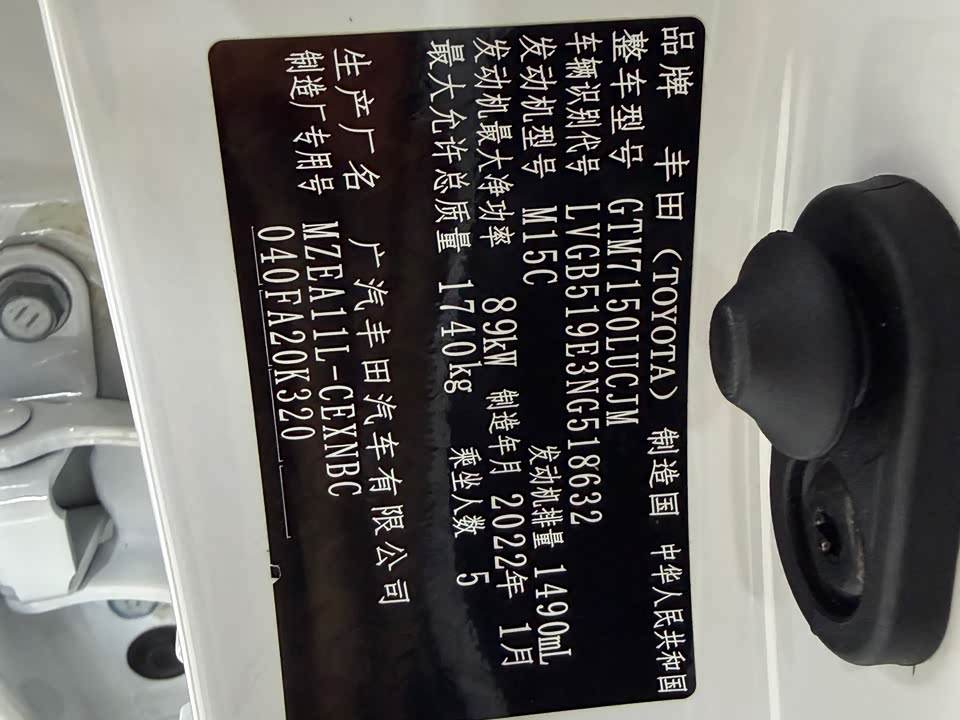 品牌 丰田(TOYOTA) 制造国 中华人民共和国
整车型号 GTM7150LUCJM
车辆识别代号 LVGB519E3NG518632
发动机型号 M15C 发动机排量 1490mL
发动机最大净功率 89kW 制造年月 2022年 1月
最大允许总质量 1740kg 乘坐人数 5
生产厂名 广汽丰田汽车有限公司
制造厂专用号 MZEA11L-CEXNBC
040FA20K320